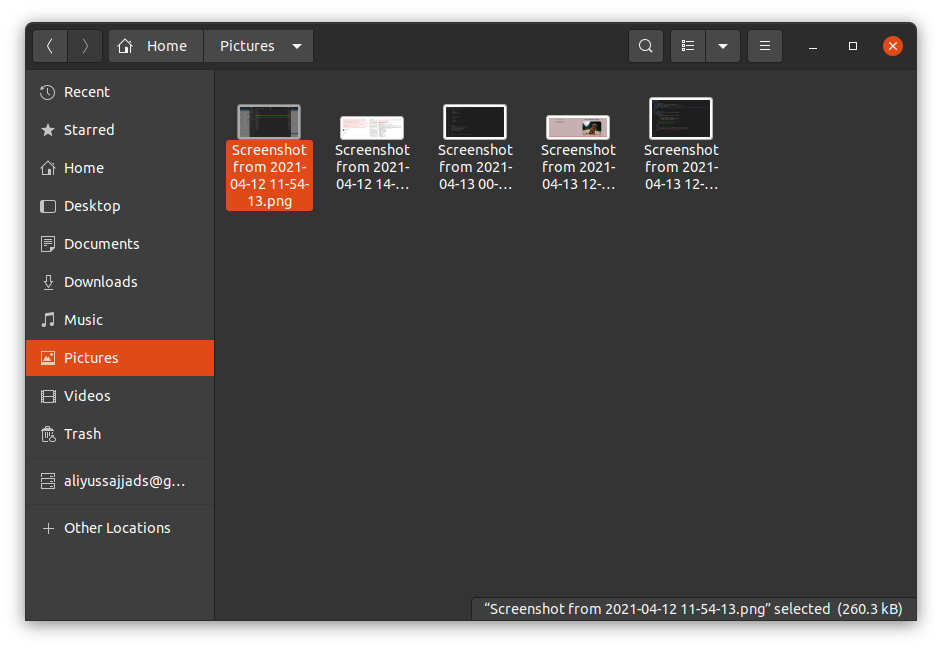 Home Pictures
Recent
Starred
Home
Desktop
Documents
Downloads
Music
Pictures
Videos
Trash
aliyussajjads@g...
Other Locations
Screenshot
from 2021-
04-12 11-54-
13.png
Screenshot
from 2021-
04-12 14-...
Screenshot
from 2021-
04-13 00-...
Screenshot
from 2021-
04-13 12-...
Screenshot
from 2021-
04-13 12-...
“Screenshot from 2021-04-12 11-54-13.png” selected (260.3 kB)